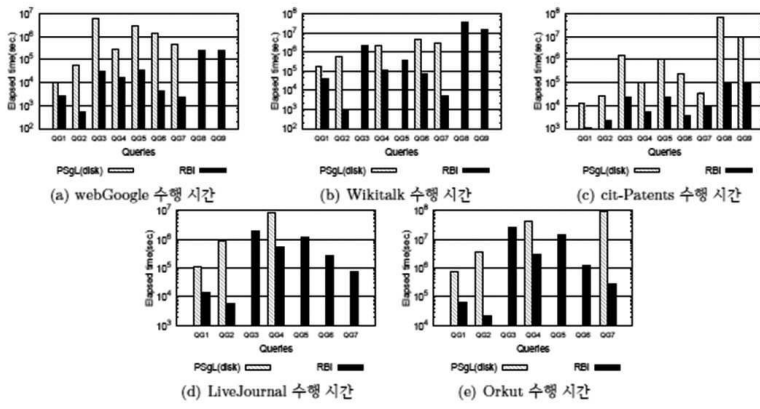 10^7
10^6
10^5
10^4
10^3
10^2
Elapsed time(sec.)
QG1 QG2 QG3 QG4 QG5 QG6 QG7 QG8 QG9
Queries
PSgL(disk) RBI
(a) webGoogle 수행 시간
10^8
10^7
10^6
10^5
10^4
10^3
10^2
Elapsed time(sec.)
QG1 QG2 QG3 QG4 QG5 QG6 QG7 QG8 QG9
Queries
PSgL(disk) RBI
(b) Wikitalk 수행 시간
10^8
10^7
10^6
10^5
10^4
10^3
Elapsed time(sec.)
QG1 QG2 QG3 QG4 QG5 QG6 QG7 QG8 QG9
Queries
PSgL(disk) RBI
(c) cit-Patents 수행 시간
10^7
10^6
10^5
10^4
10^3
Elapsed time(sec.)
QG1 QG2 QG3 QG4 QG5 QG6 QG7
Queries
PSgL(disk) RBI
(d) LiveJournal 수행 시간
10^8
10^7
10^6
10^5
10^4
Elapsed time(sec.)
QG1 QG2 QG3 QG4 QG5 QG6 QG7
Queries
PSgL(disk) RBI
(e) Orkut 수행 시간